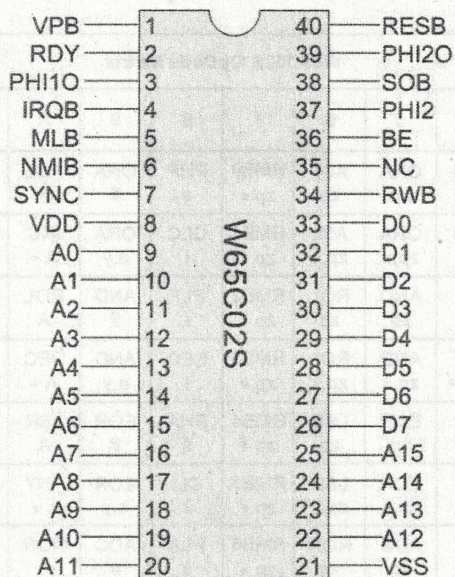 VPB 1 40 RESB
RDY 2 39 PHI2O
PHI1O 3 38 SOB
IRQB 4 37 PHI2
MLB 5 36 BE
NMIB 6 35 NC
SYNC 7 34 RWB
VDD 8 33 D0
A0 9 32 D1
A1 10 31 D2
A2 11 30 D3
A3 12 29 D4
A4 13 28 D5
A5 14 27 D6
A6 15 26 D7
A7 16 25 A15
A8 17 24 A14
A9 18 23 A13
A10 19 22 A12
A11 20 21 VSS
W65C02S